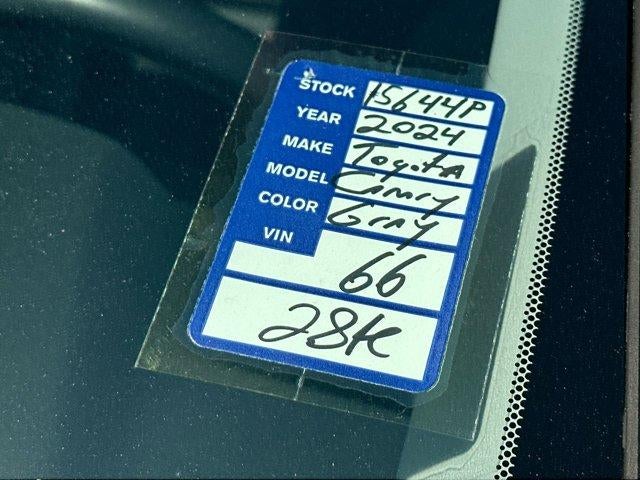 STOCK 15644P
YEAR 2024
MAKE Toyota
MODEL Camry
COLOR Gray
VIN
66
28k